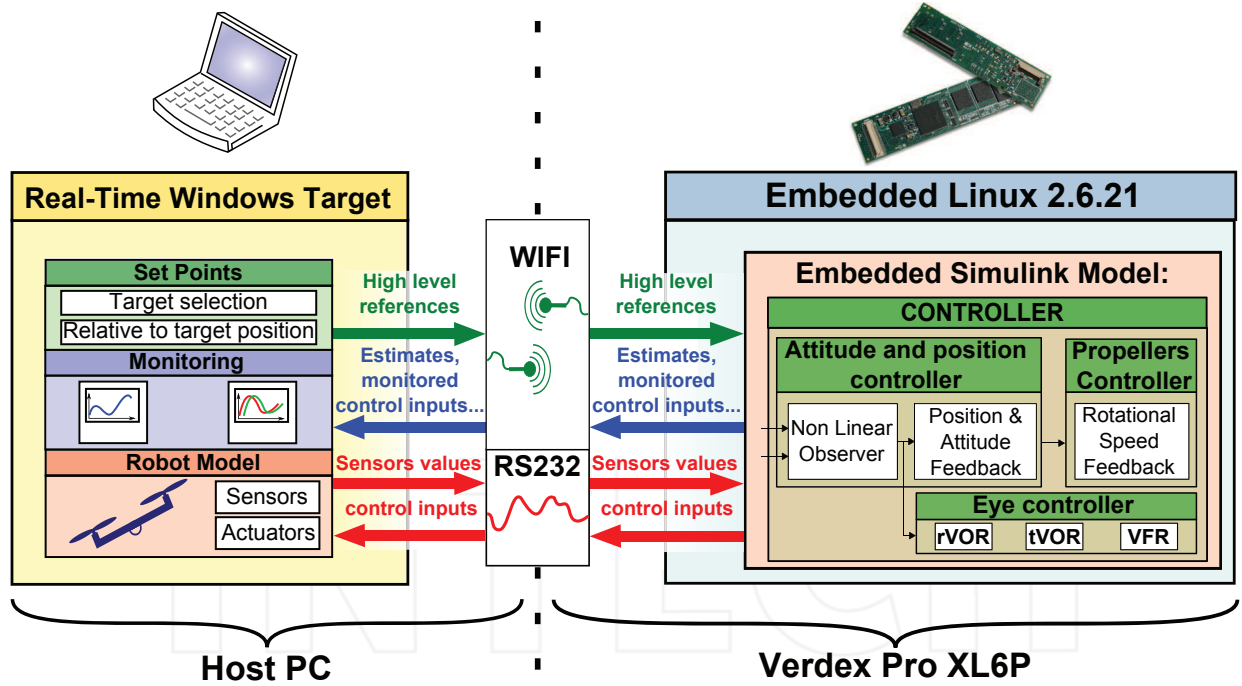 Real-Time Windows Target
Set Points
Target selection
Relative to target position
Monitoring
Robot Model
Sensors
Actuators
High level
references
Estimates,
monitored
control inputs...
Sensors values
control inputs
WIFI
RS232
High level
references
Estimates,
monitored
control inputs...
Sensors values
control inputs
Embedded Linux 2.6.21
Embedded Simulink Model:
CONTROLLER
Attitude and position
controller
Non Linear
Observer
Position &
Attitude
Feedback
Propellers
Controller
Rotational
Speed
Feedback
Eye controller
rVOR
tVOR
VFR
INTECH
Host PC
Verdex Pro XL6P